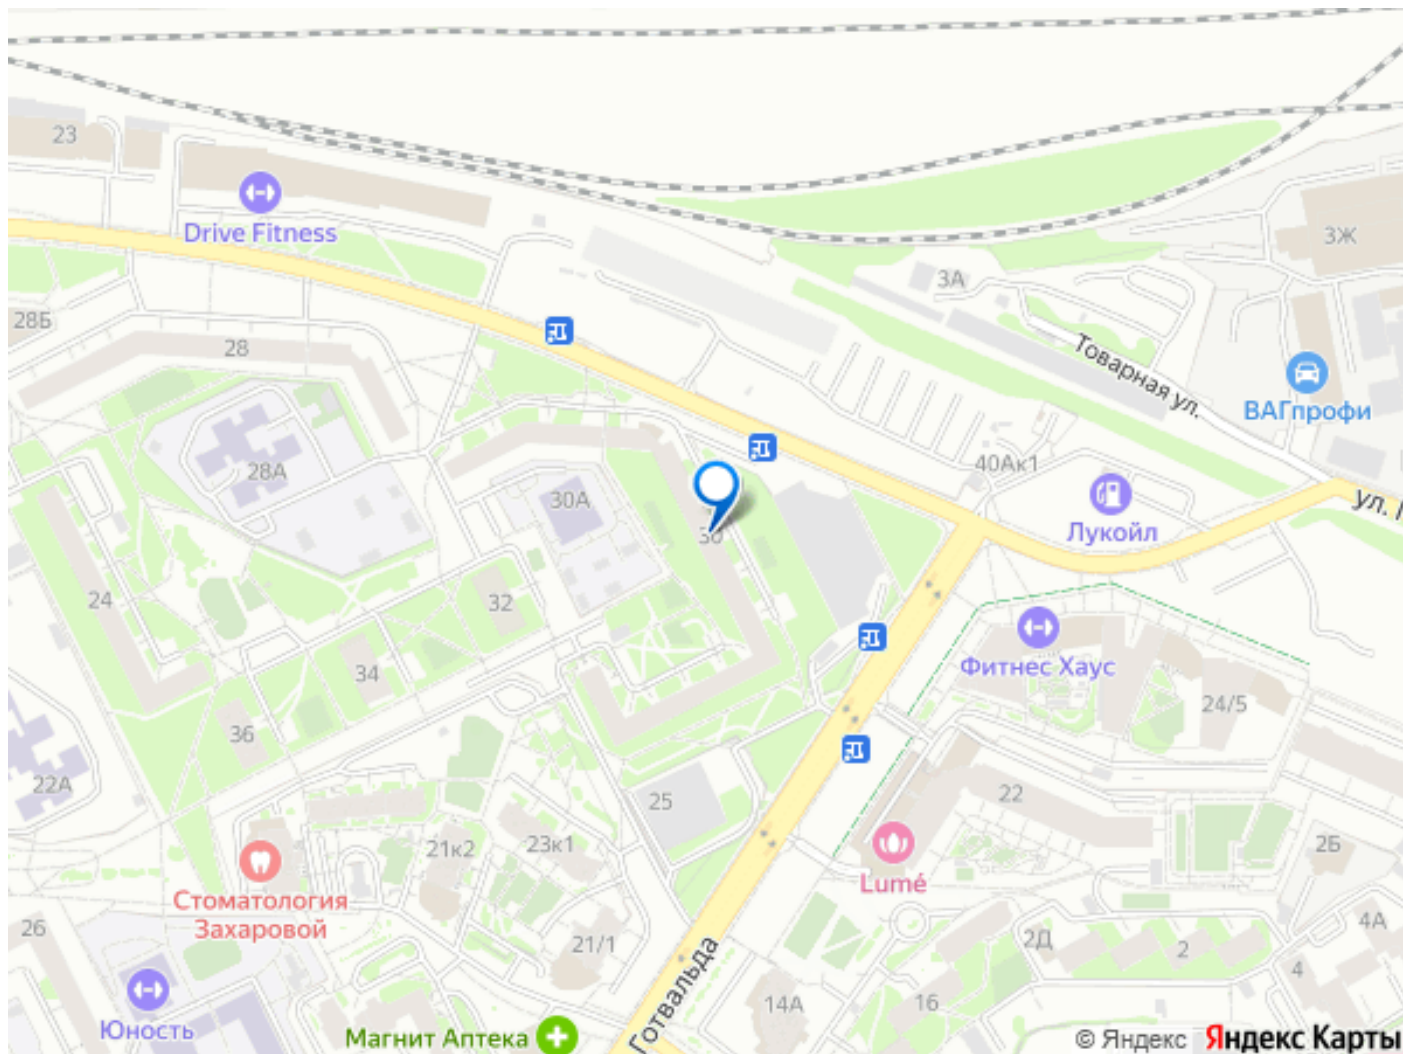 23
Drive Fitness
3Ж
3А
28Б
28
Товарная ул.
ВАГпрофи
28А
40Ак1
30А
ул.
Лукойл
30
24
32
Фитнес Хаус
34
24/5
36
22А
25
22
21к2
23к1
2Б
Lumé
Стоматология
Захаровой
26
4А
21/1
2Д
2
4
Готвальда
14А
16
Юность
Магнит Аптека
© Яндекс Яндекс Карты